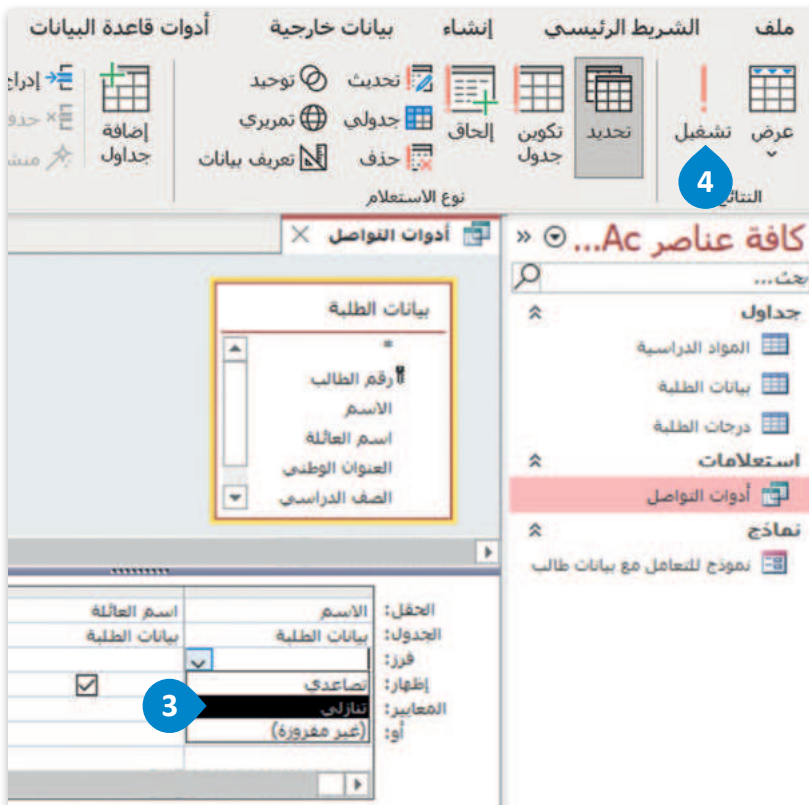 ملف الشريط الرئيسي إنشاء بيانات خارجية أدوات قاعدة البيانات
عرض
تشغيل
4
النتائج
تحديد
تكوين جدول
إلحاق
تحديث
جدولي
حذف
توحيد
تمريري
تعريف بيانات
نوع الاستعلام
إضافة جداول
إدراج
كافة عناصر Ac...
بحث...
جداول
المواد الدراسية
بيانات الطلبة
درجات الطلبة
استعلامات
أدوات التواصل
نماذج
نموذج للتعامل مع بيانات طالب
أدوات التواصل
بيانات الطلبة
*
رقم الطالب
الاسم
اسم العائلة
العنوان الوطني
الصف الدراسي
الحقل: الاسم اسم العائلة
الجدول: بيانات الطلبة بيانات الطلبة
فرز:
إظهار: تصاعدي
المعايير: تنازلي
أو: (غير مفروزة)
3